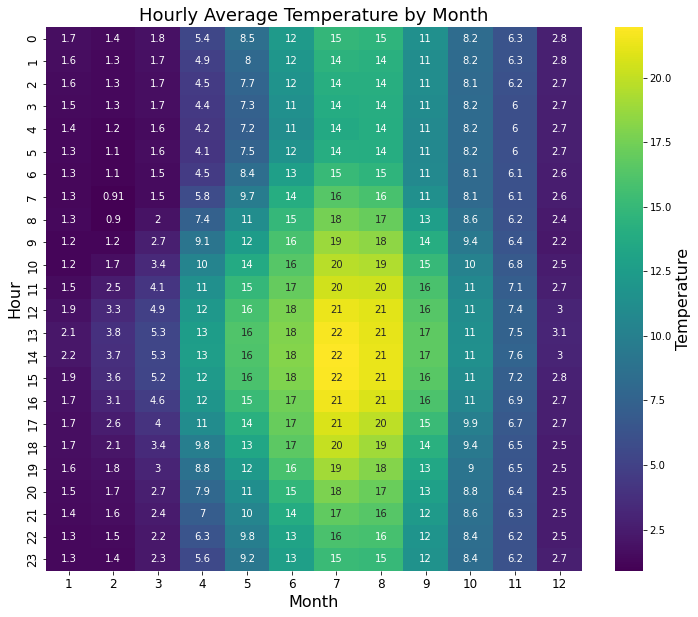 Hourly Average Temperature by Month
0 1.7 1.4 1.8 5.4 8.5 12 15 15 11 8.2 6.3 2.8
1 1.6 1.3 1.7 4.9 8 12 14 14 11 8.2 6.3 2.8
2 1.6 1.3 1.7 4.5 7.7 12 14 14 11 8.1 6.2 2.7
3 1.5 1.3 1.7 4.4 7.3 11 14 14 11 8.2 6 2.7
4 1.4 1.2 1.6 4.2 7.2 11 14 14 11 8.2 6 2.7
5 1.3 1.1 1.6 4.1 7.5 12 14 14 11 8.2 6 2.7
6 1.3 1.1 1.5 4.5 8.4 13 15 15 11 8.1 6.1 2.6
7 1.3 0.91 1.5 5.8 9.7 14 16 16 11 8.1 6.1 2.6
8 1.3 0.9 2 7.4 11 15 18 17 13 8.6 6.2 2.4
9 1.2 1.2 2.7 9.1 12 16 19 18 14 9.4 6.4 2.2
10 1.2 1.7 3.4 10 14 16 20 19 15 10 6.8 2.5
11 1.5 2.5 4.1 11 15 17 20 20 16 11 7.1 2.7
12 1.9 3.3 4.9 12 16 18 21 21 16 11 7.4 3
13 2.1 3.8 5.3 13 16 18 22 21 17 11 7.5 3.1
14 2.2 3.7 5.3 13 16 18 22 21 17 11 7.6 3
15 1.9 3.6 5.2 12 16 18 22 21 16 11 7.2 2.8
16 1.7 3.1 4.6 12 15 17 21 21 16 11 6.9 2.7
17 1.7 2.6 4 11 14 17 21 20 15 9.9 6.7 2.7
18 1.7 2.1 3.4 9.8 13 17 20 19 14 9.4 6.5 2.5
19 1.6 1.8 3 8.8 12 16 19 18 13 9 6.5 2.5
20 1.5 1.7 2.7 7.9 11 15 18 17 13 8.8 6.4 2.5
21 1.4 1.6 2.4 7 10 14 17 16 12 8.6 6.3 2.5
22 1.3 1.5 2.2 6.3 9.8 13 16 16 12 8.4 6.2 2.5
23 1.3 1.4 2.3 5.6 9.2 13 15 15 12 8.4 6.2 2.7
1 2 3 4 5 6 7 8 9 10 11 12
Month
Hour
20.0
17.5
15.0
12.5
10.0
7.5
5.0
2.5
Temperature